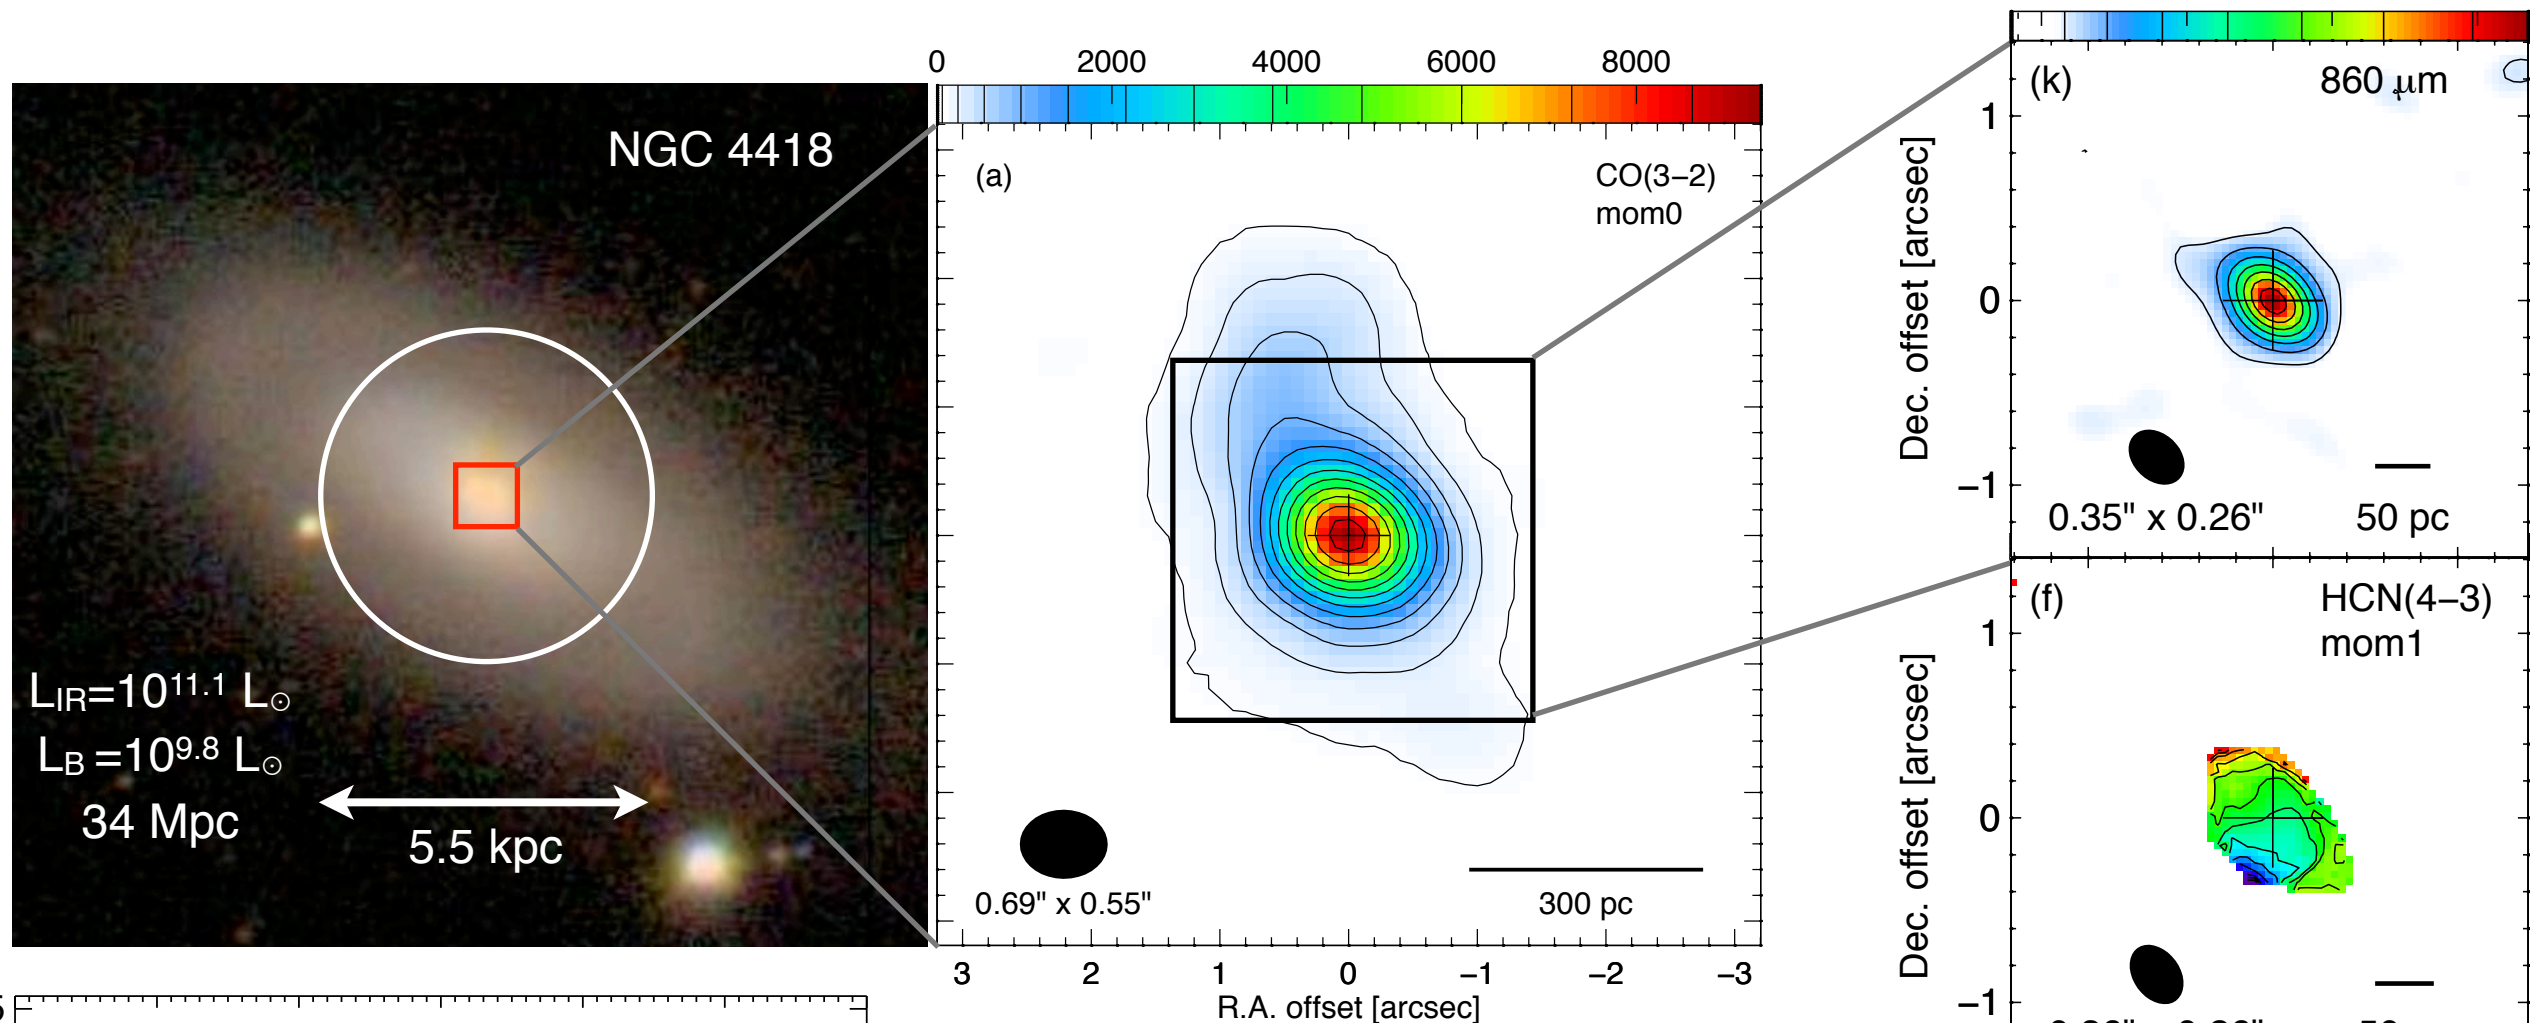 NGC 4418
L_IR=10^11.1 L☉
L_B =10^9.8 L☉
34 Mpc
5.5 kpc
0 2000 4000 6000 8000
(a)
CO(3−2)
mom0
0.69" x 0.55"
300 pc
3 2 1 0 −1 −2 −3
R.A. offset [arcsec]
(k)
860 μm
1
0
−1
Dec. offset [arcsec]
0.35" x 0.26"
50 pc
(f)
HCN(4−3)
mom1
1
0
−1
Dec. offset [arcsec]